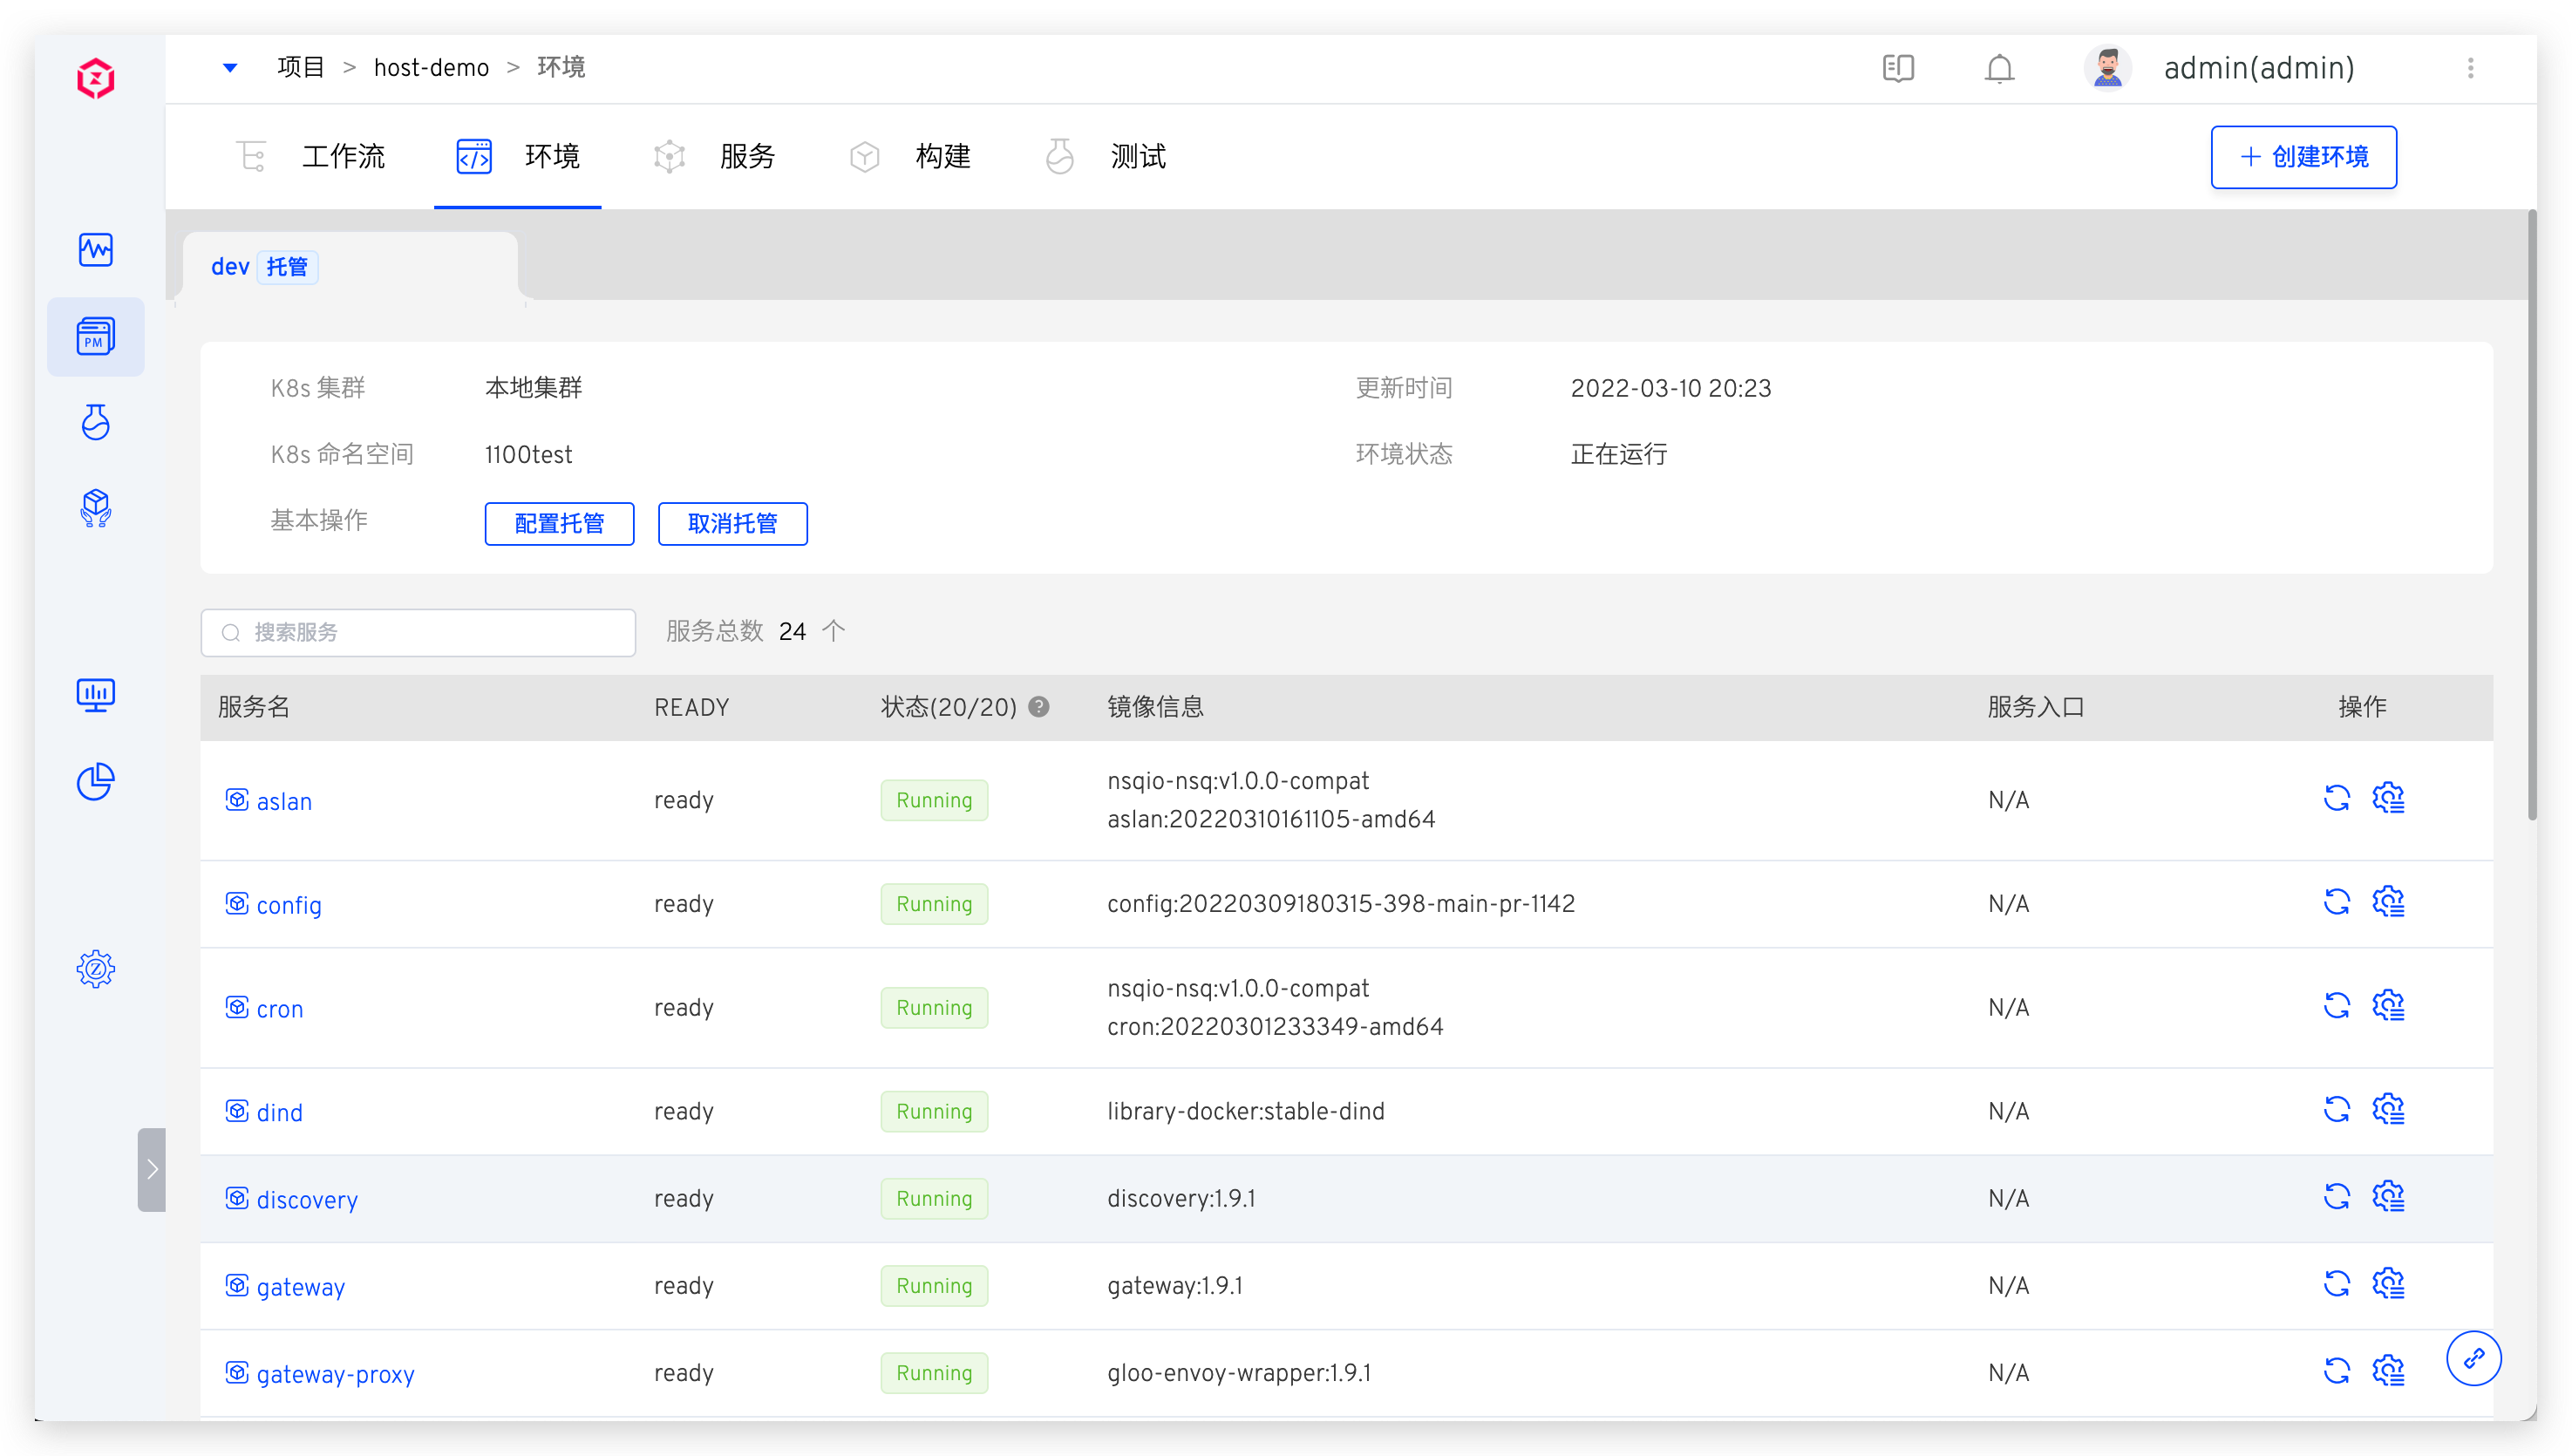 项目 > host-demo > 环境
admin(admin)
工作流 环境 服务 构建 测试
+ 创建环境
dev 托管
K8s 集群 本地集群 更新时间 2022-03-10 20:23
K8s 命名空间 1100test 环境状态 正在运行
基本操作 配置托管 取消托管
PM
搜索服务 服务总数 24 个
服务名 READY 状态(20/20) ? 镜像信息 服务入口 操作
aslan ready Running nsqio-nsq:v1.0.0-compat N/A
aslan:20220310161105-amd64
config ready Running config:20220309180315-398-main-pr-1142 N/A
cron ready Running nsqio-nsq:v1.0.0-compat N/A
cron:20220301233349-amd64
dind ready Running library-docker:stable-dind N/A
discovery ready Running discovery:1.9.1 N/A
gateway ready Running gateway:1.9.1 N/A
gateway-proxy ready Running gloo-envoy-wrapper:1.9.1 N/A